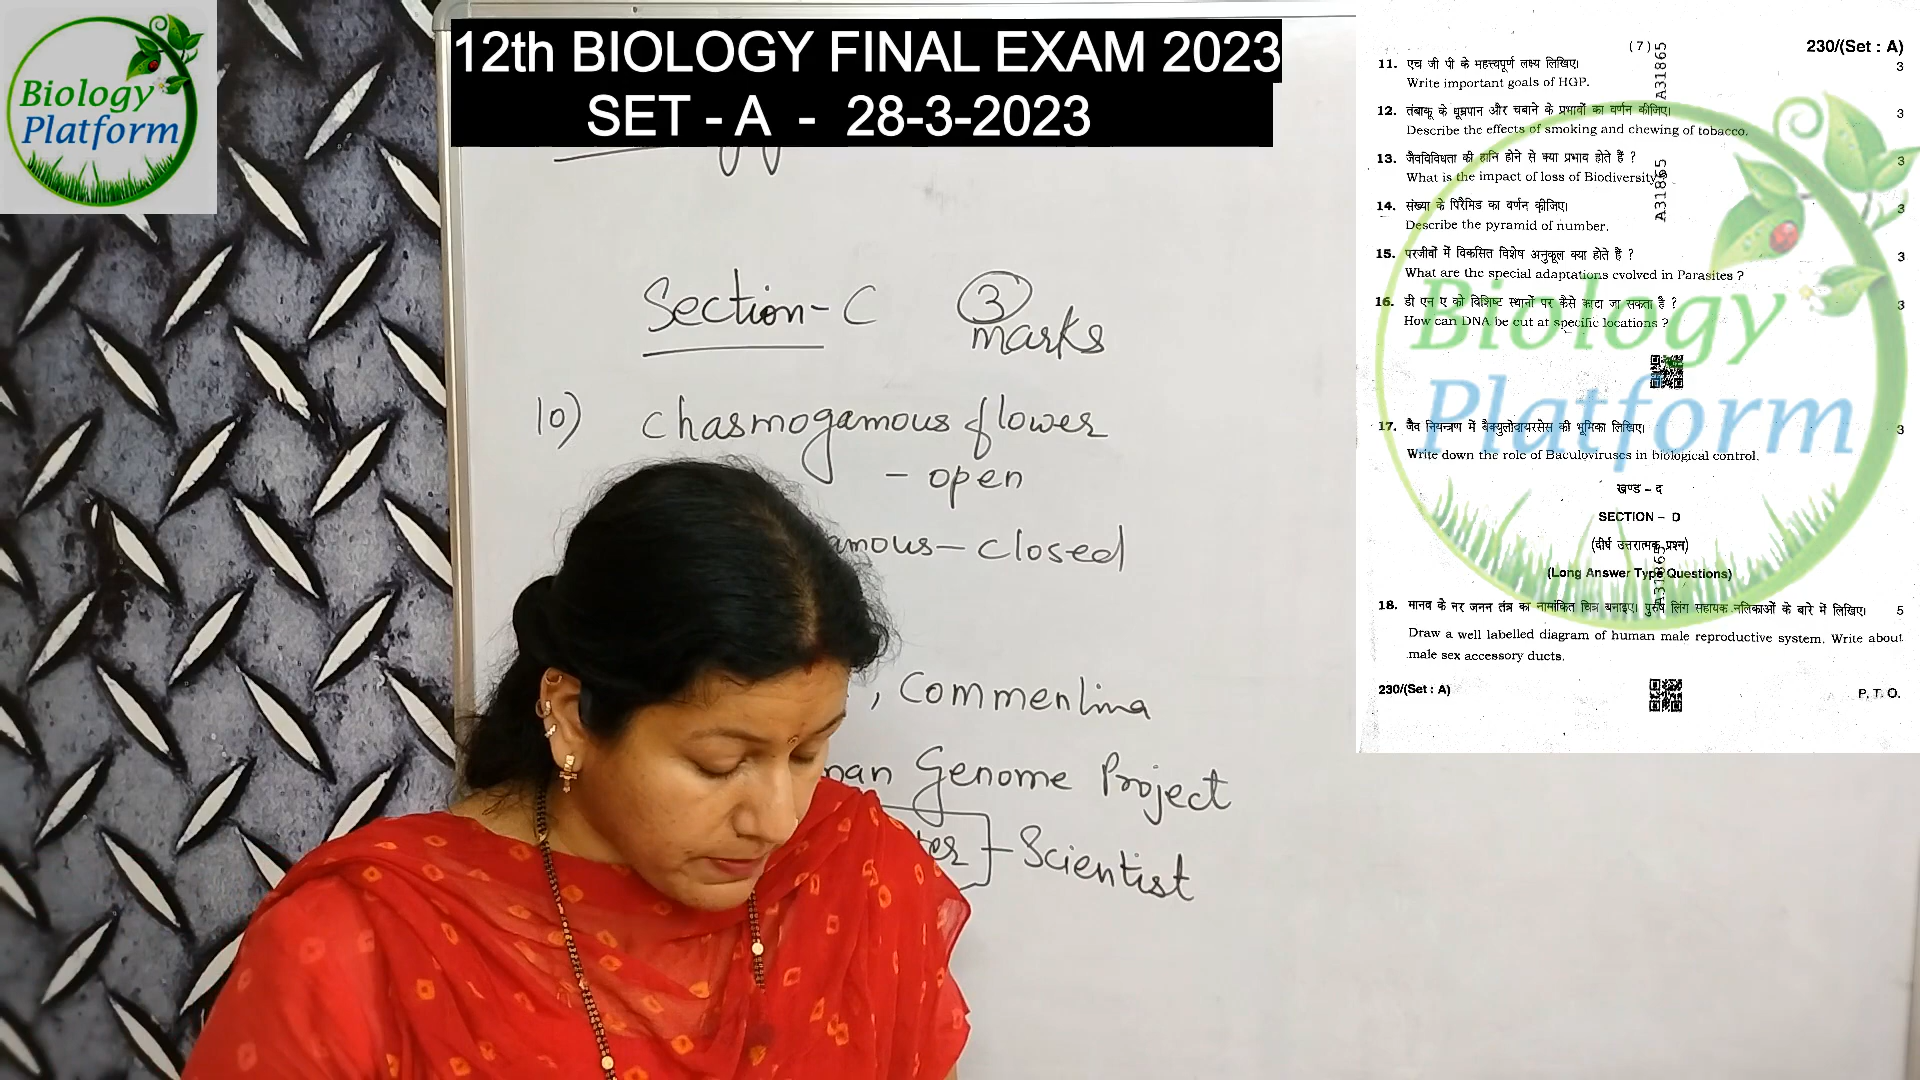 Biology
Platform
12th BIOLOGY FINAL EXAM 2023
SET - A - 28-3-2023
Section-C ③
marks
10) Chasmogamous flower
- open
amous - closed
, Commenlina
man Genome Project
ter - Scientist
( 7 )
230/(Set : A)
A31865
11. एच जी पी के महत्त्वपूर्ण लक्ष्य लिखिए। 3
Write important goals of HGP.
12. तंबाकू के धूम्रपान और चबाने के प्रभावों का वर्णन कीजिए। 3
Describe the effects of smoking and chewing of tobacco.
13. जैवविविधता की हानि होने से क्या प्रभाव होते हैं ? 3
What is the impact of loss of Biodiversity ?
A31865
14. संख्या के पिरैमिड का वर्णन कीजिए। 3
Describe the pyramid of number.
15. परजीवों में विकसित विशेष अनुकूल क्या होते हैं ? 3
What are the special adaptations evolved in Parasites ?
16. डी एन ए को विशिष्ट स्थानों पर कैसे काटा जा सकता है ? 3
How can DNA be cut at specific locations ?
Biology
Platform
17. जैव नियन्त्रण में बैक्युलोवायरसेस की भूमिका लिखिए। 3
Write down the role of Baculoviruses in biological control.
खण्ड – द
SECTION – D
(दीर्घ उत्तरात्मक प्रश्न)
(Long Answer Type Questions)
A31865
18. मानव के नर जनन तंत्र का नामांकित चित्र बनाइए। पुरुष लिंग सहायक नलिकाओं के बारे में लिखिए। 5
Draw a well labelled diagram of human male reproductive system. Write about
male sex accessory ducts.
230/(Set : A)
P. T. O.